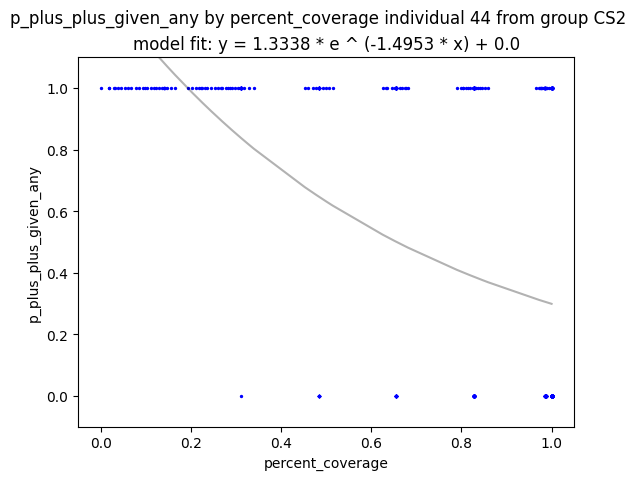 p_plus_plus_given_any by percent_coverage individual 44 from group CS2
model fit: y = 1.3338 * e ^ (-1.4953 * x) + 0.0
1.0
0.8
0.6
0.4
0.2
0.0
p_plus_plus_given_any
0.0 0.2 0.4 0.6 0.8 1.0
percent_coverage